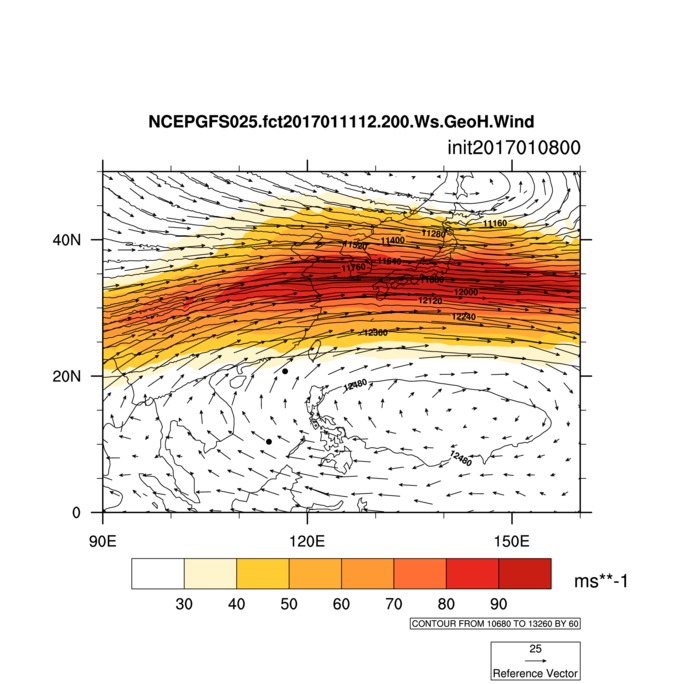 NCEPGFS025.fct2017011112.200.Ws.GeoH.Wind
init2017010800
11160
11280
40N
11400
11520
11640
11760
11880
12000
12120
12240
12360
20N
12480
12480
0
90E 120E 150E
ms**-1
30 40 50 60 70 80 90
CONTOUR FROM 10680 TO 13260 BY 60
25
Reference Vector